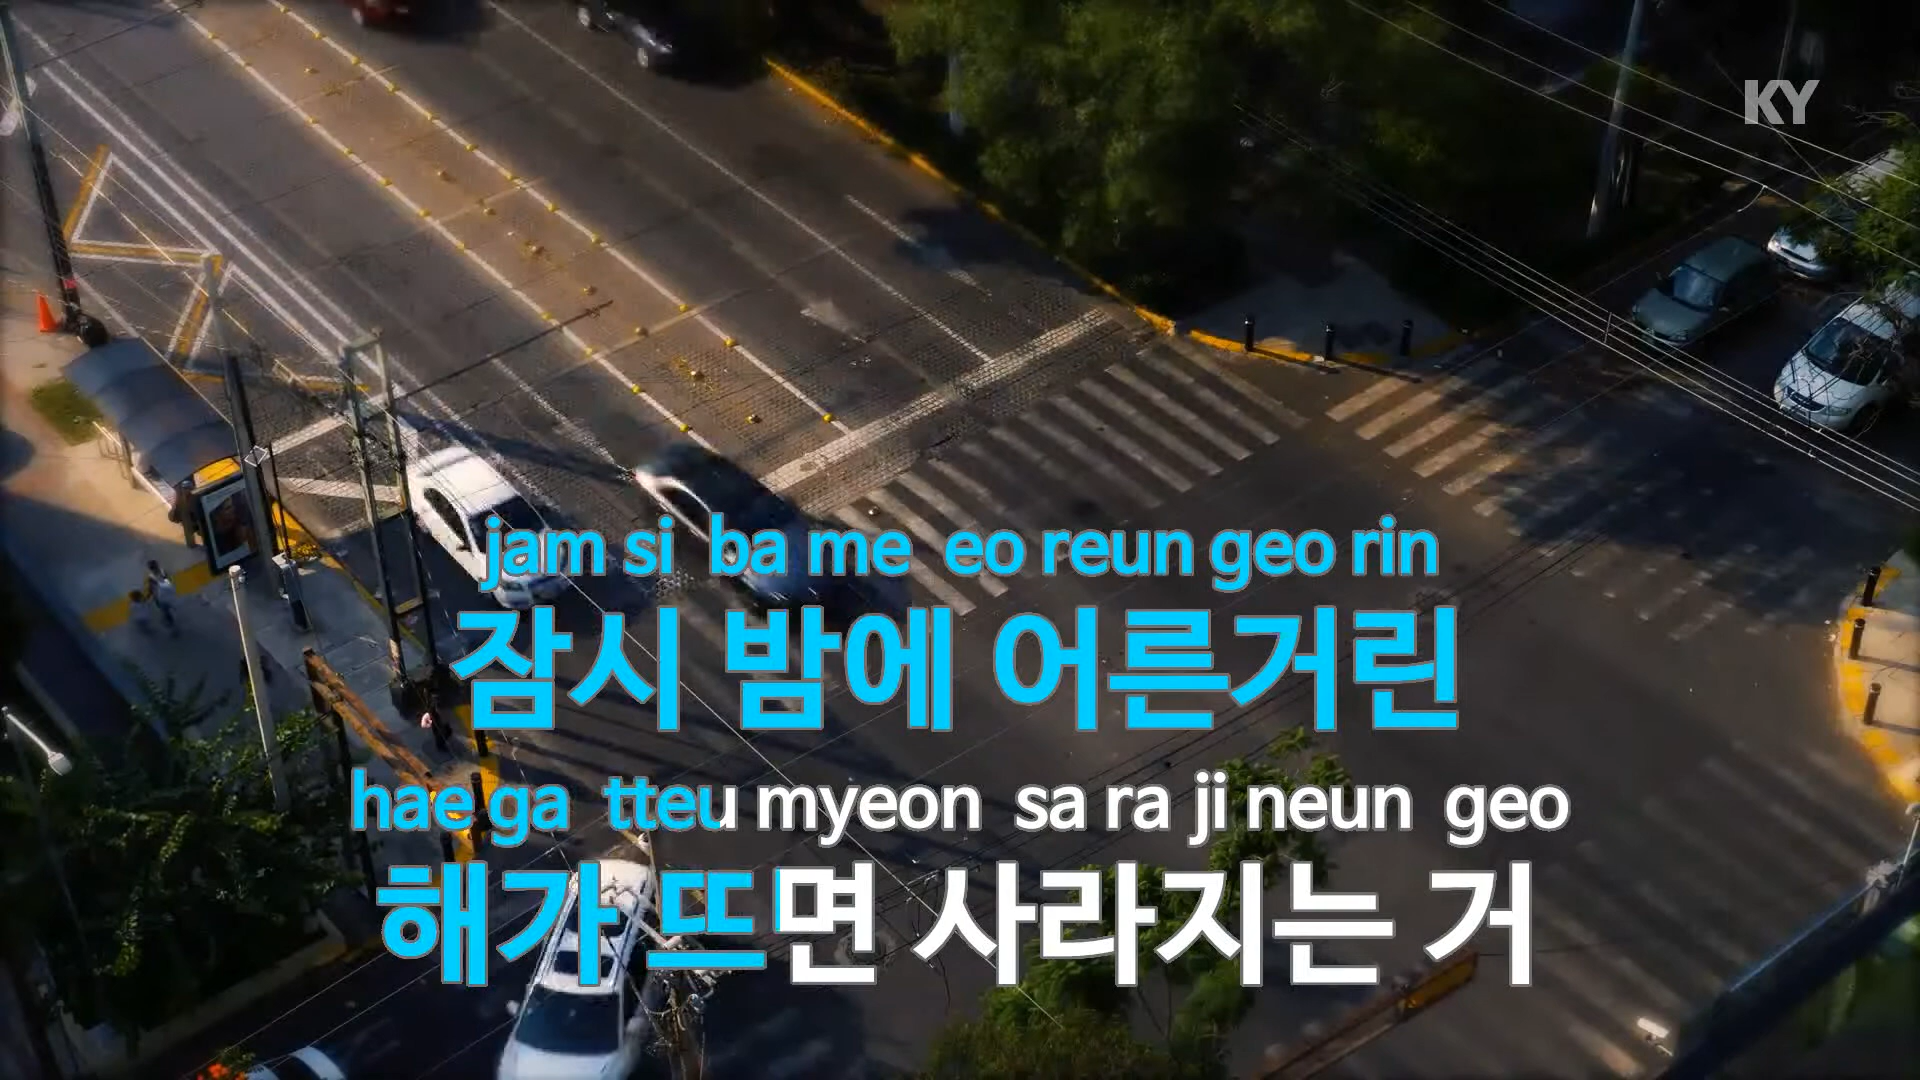 KY
jam si ba me eo reun geo rin
잠시 밤에 어른거린
hae ga tteu myeon sa ra ji neun geo
해가 뜨면 사라지는 거